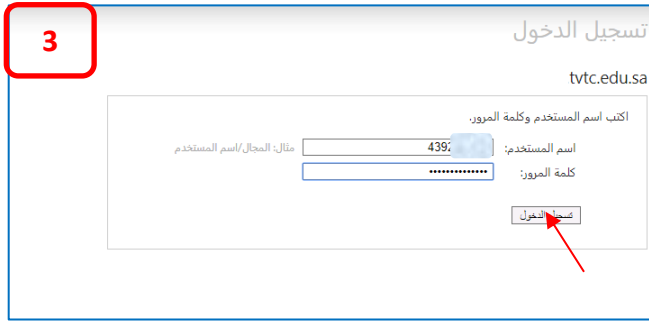 3
تسجيل الدخول
tvtc.edu.sa
اكتب اسم المستخدم وكلمة المرور.
اسم المستخدم: 4392 مثال: المجال/اسم المستخدم
كلمة المرور: ••••••••••••••
تسجيل الدخول